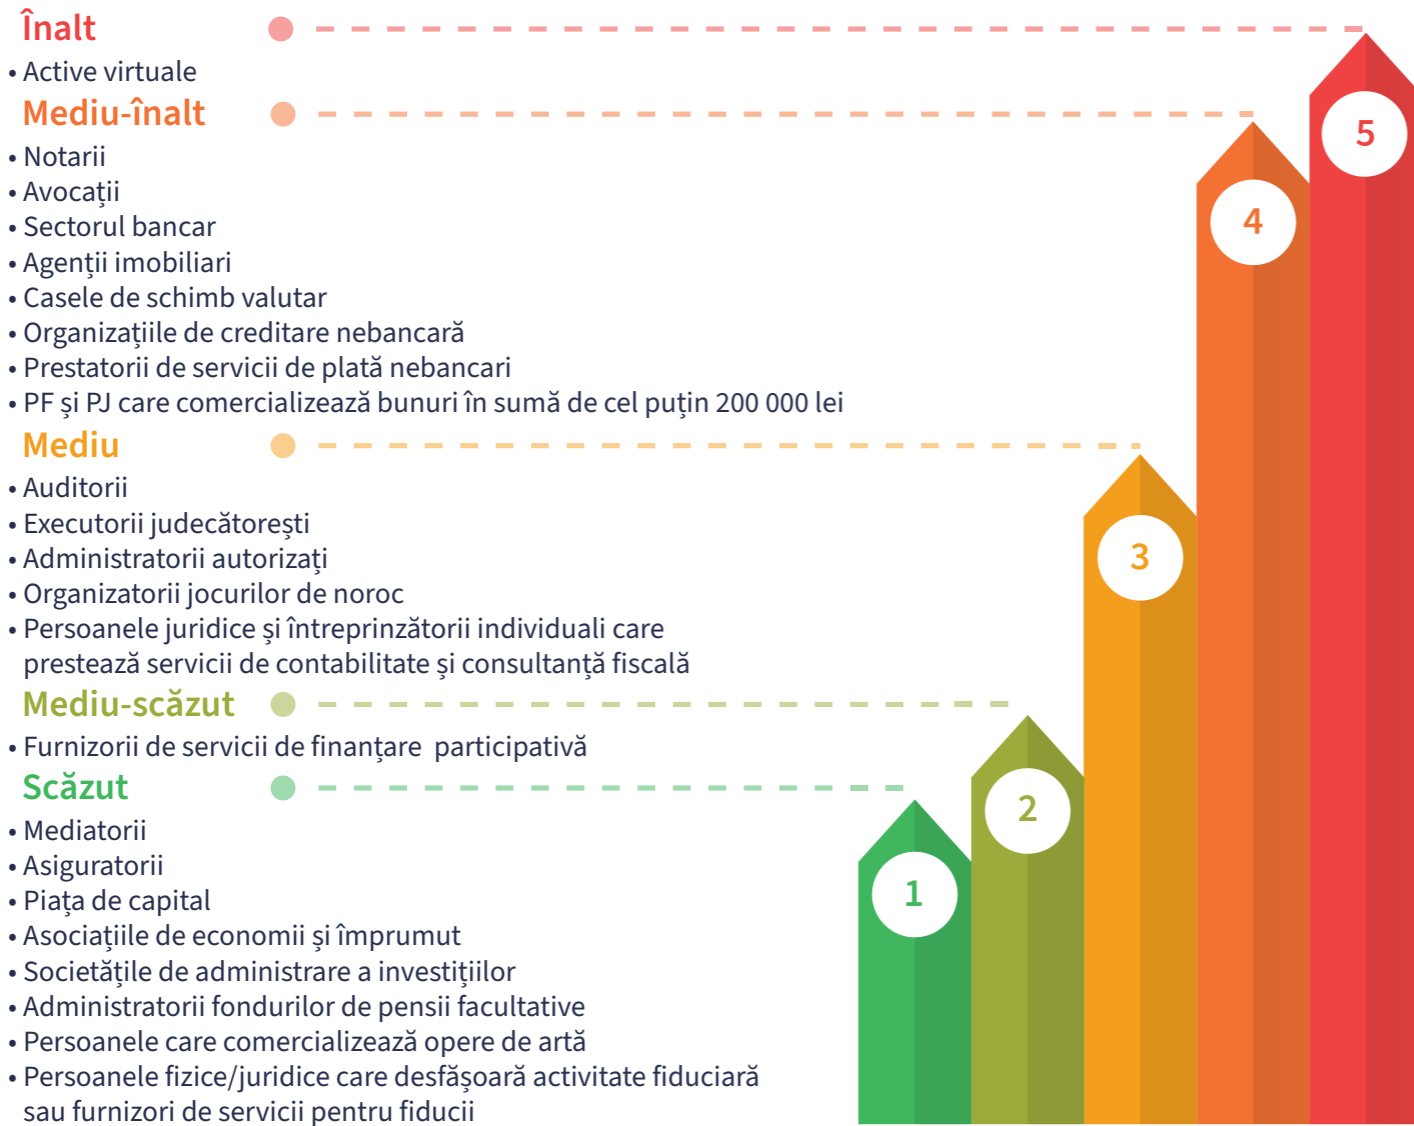 Înalt
• Active virtuale
Mediu-înalt
• Notarii
• Avocații
• Sectorul bancar
• Agenții imobiliari
• Casele de schimb valutar
• Organizațiile de creditare nebancară
• Prestatorii de servicii de plată nebancari
• PF și PJ care comercializează bunuri în sumă de cel puțin 200 000 lei
Mediu
• Auditorii
• Executorii judecătorești
• Administratorii autorizați
• Organizatorii jocurilor de noroc
• Persoanele juridice și întreprinzătorii individuali care
prestează servicii de contabilitate și consultanță fiscală
Mediu-scăzut
• Furnizorii de servicii de finanțare participativă
Scăzut
• Mediatorii
• Asiguratorii
• Piața de capital
• Asociațiile de economii și împrumut
• Societățile de administrare a investițiilor
• Administratorii fondurilor de pensii facultative
• Persoanele care comercializează opere de artă
• Persoanele fizice/juridice care desfășoară activitate fiduciară
sau furnizori de servicii pentru fiducii
1
2
3
4
5